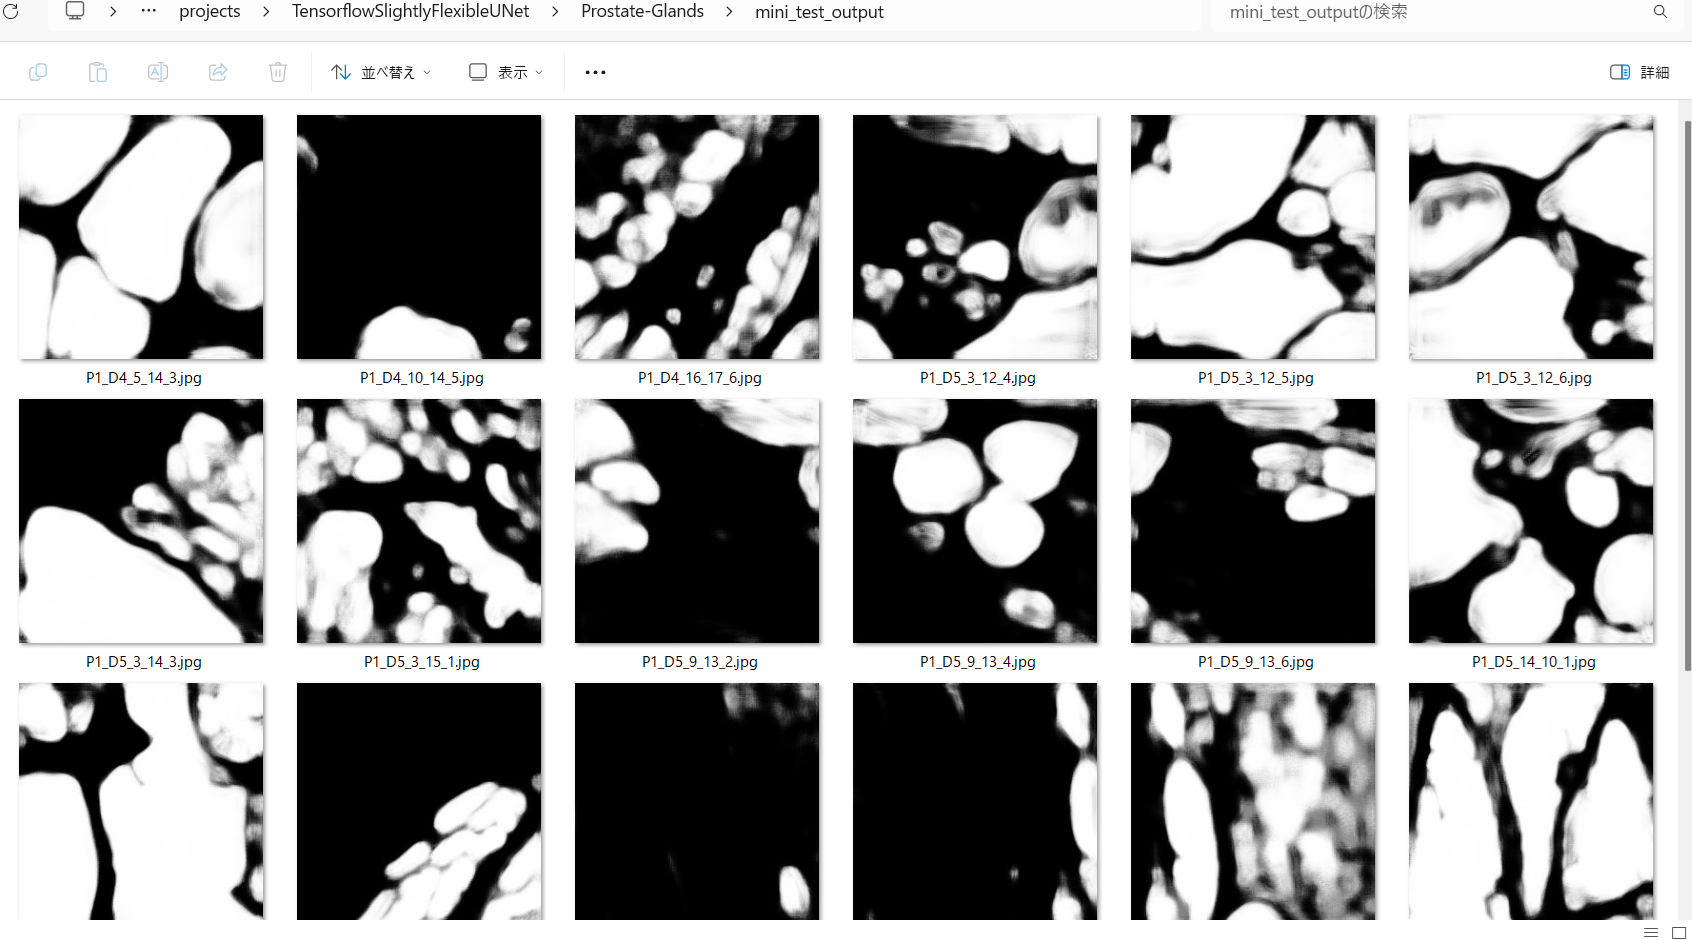 … projects TensorflowSlightlyFlexibleUNet Prostate-Glands mini_test_output mini_test_outputの検索
並べ替え 表示 詳細
P1_D4_5_14_3.jpg P1_D4_10_14_5.jpg P1_D4_16_17_6.jpg P1_D5_3_12_4.jpg P1_D5_3_12_5.jpg P1_D5_3_12_6.jpg
P1_D5_3_14_3.jpg P1_D5_3_15_1.jpg P1_D5_9_13_2.jpg P1_D5_9_13_4.jpg P1_D5_9_13_6.jpg P1_D5_14_10_1.jpg